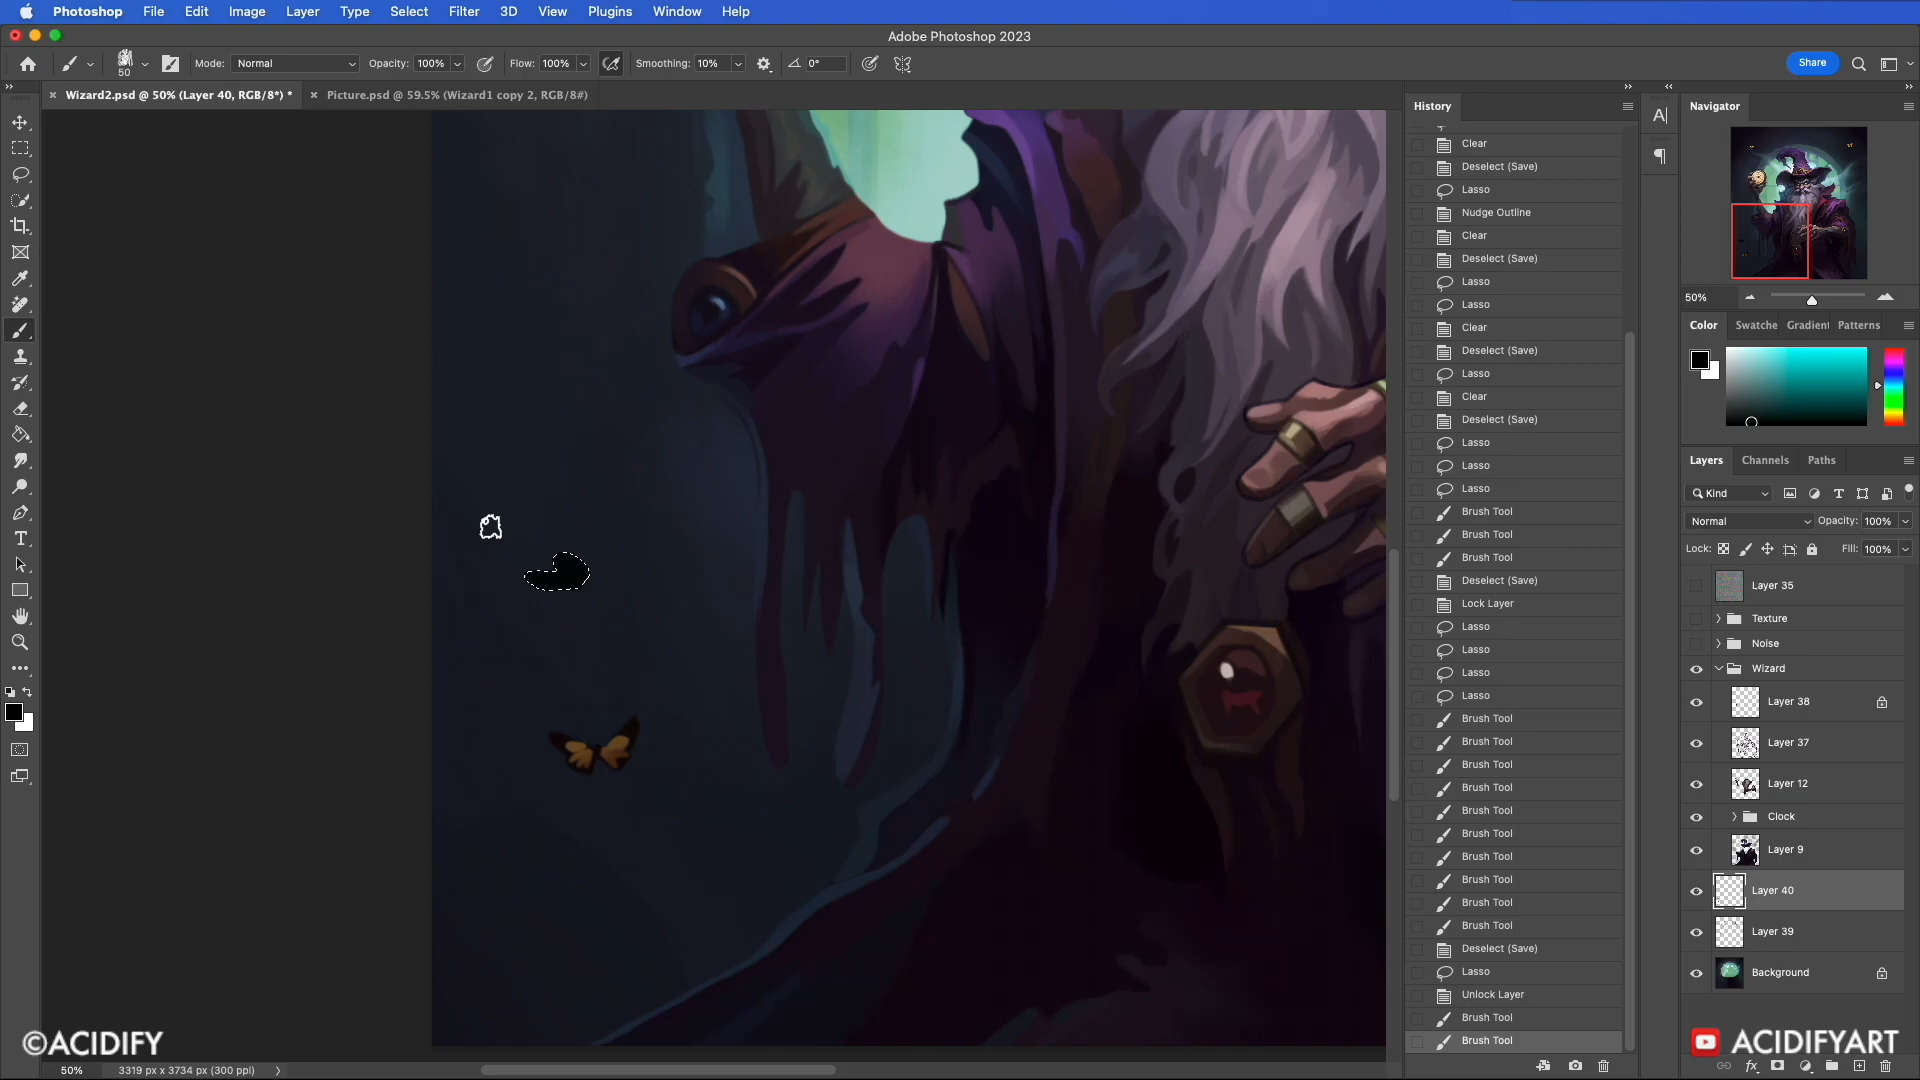 Photoshop File Edit Image Layer Type Select Filter 3D View Plugins Window Help
Adobe Photoshop 2023
50 Mode: Normal Opacity: 100% Flow: 100% Smoothing: 10% 0° Share
Wizard2.psd @ 50% (Layer 40, RGB/8*) * Picture.psd @ 59.5% (Wizard1 copy 2, RGB/8#)
History
Clear
Deselect (Save)
Lasso
Nudge Outline
Clear
Deselect (Save)
Lasso
Lasso
Clear
Deselect (Save)
Lasso
Clear
Deselect (Save)
Lasso
Lasso
Lasso
Brush Tool
Brush Tool
Brush Tool
Deselect (Save)
Lock Layer
Lasso
Lasso
Lasso
Lasso
Brush Tool
Brush Tool
Brush Tool
Brush Tool
Brush Tool
Brush Tool
Brush Tool
Brush Tool
Brush Tool
Brush Tool
Deselect (Save)
Lasso
Unlock Layer
Brush Tool
Brush Tool
Navigator
50%
Color Swatche Gradient Patterns
Layers Channels Paths
Kind
Normal Opacity: 100%
Lock: Fill: 100%
Layer 35
Texture
Noise
Wizard
Layer 38
Layer 37
Layer 12
Clock
Layer 9
Layer 40
Layer 39
Background
©ACIDIFY
ACIDIFYART
50% 3319 px x 3734 px (300 ppi)